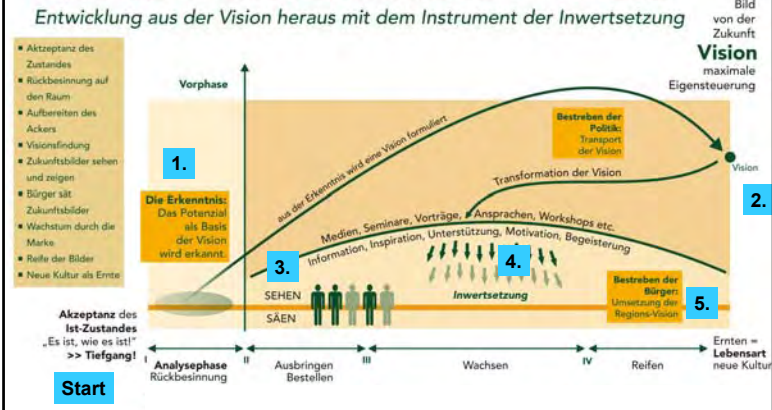 Entwicklung aus der Vision heraus mit dem Instrument der Inwertsetzung
Bild
von der
Zukunft
Vision
maximale
Eigensteuerung
Aktzeptanz des
Zustandes
Rückbesinnung auf
den Raum
Aufbereiten des
Ackers
Visionsfindung
Zukunftsbilder sehen
und zeigen
Bürger sät
Zukunftsbilder
Wachstum durch die
Marke
Reife der Bilder
Neue Kultur als Ernte
Vorphase
1.
Die Erkenntnis:
Das Potenzial
als Basis
der Vision
wird erkannt.
aus der Erkenntnis wird eine Vision formuliert
Bestreben der
Politik:
Transport
der Vision
Vision
Transformation der Vision
2.
Medien, Seminare, Vorträge, Ansprachen, Workshops etc.
Information, Inspiration, Unterstützung, Motivation, Begeisterung
3.
4.
SEHEN
SÄEN
Inwertsetzung
Bestreben der
Bürger:
Umsetzung der
Regions-Vision
5.
Akzeptanz des
Ist-Zustandes
„Es ist, wie es ist!"
>> Tiefgang!
Start
I
II
III
IV
Analysephase
Rückbesinnung
Ausbringen
Bestellen
Wachsen
Reifen
Ernten =
Lebensart
neue Kultur